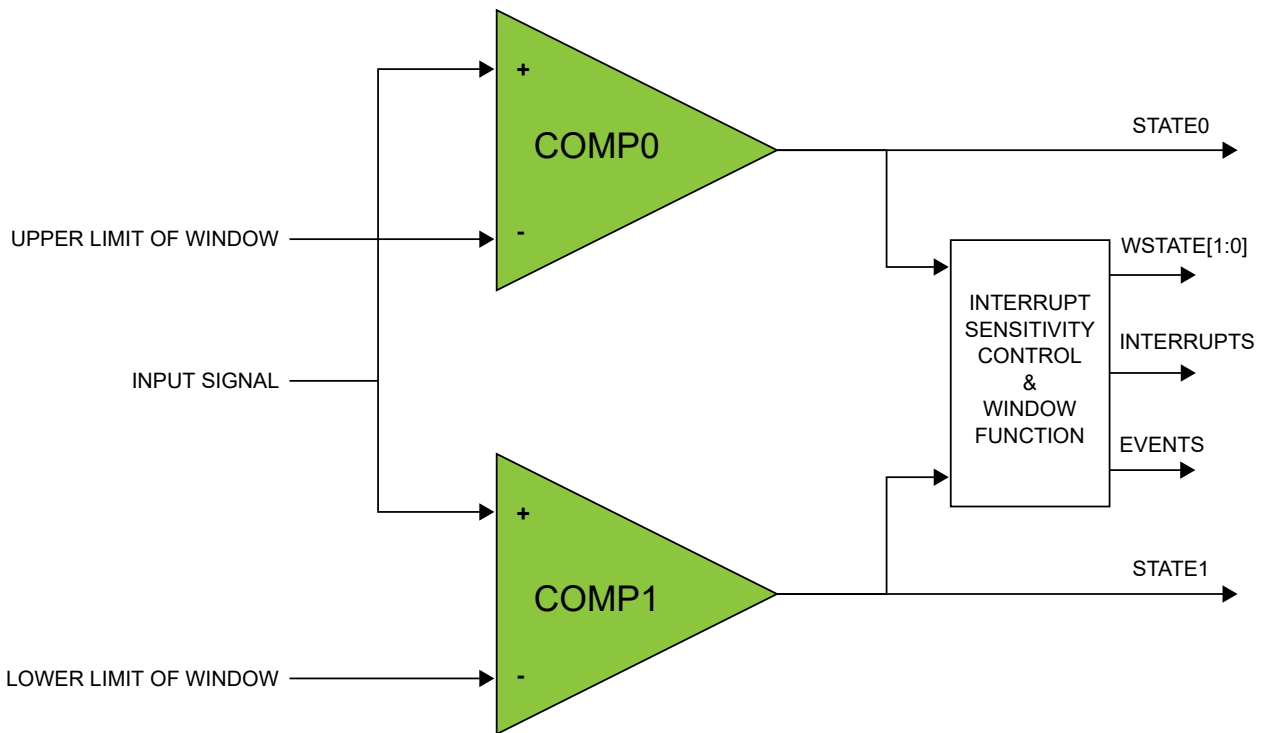 +
COMP0
-
STATE0
UPPER LIMIT OF WINDOW
WSTATE[1:0]
INTERRUPT
SENSITIVITY
CONTROL
&
WINDOW
FUNCTION
INTERRUPTS
INPUT SIGNAL
EVENTS
+
COMP1
-
STATE1
LOWER LIMIT OF WINDOW